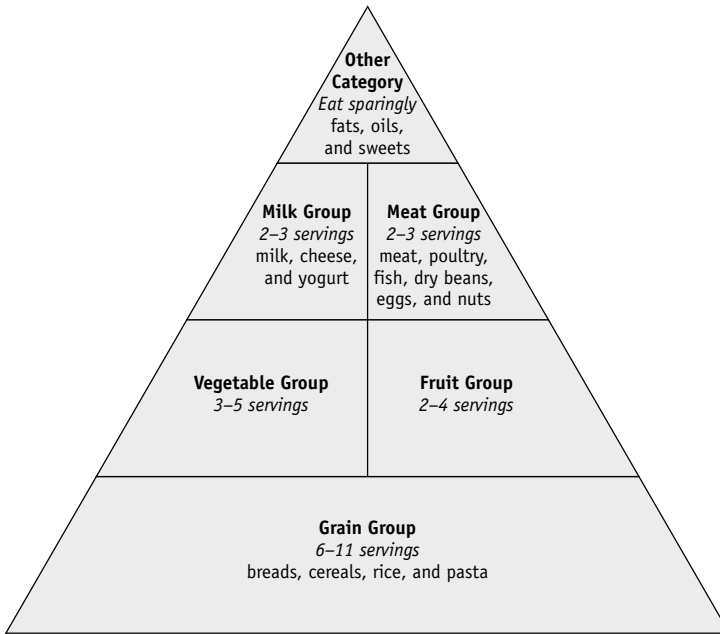 Other
Category
Eat sparingly
fats, oils,
and sweets
Milk Group
2–3 servings
milk, cheese,
and yogurt
Meat Group
2–3 servings
meat, poultry,
fish, dry beans,
eggs, and nuts
Vegetable Group
3–5 servings
Fruit Group
2–4 servings
Grain Group
6–11 servings
breads, cereals, rice, and pasta